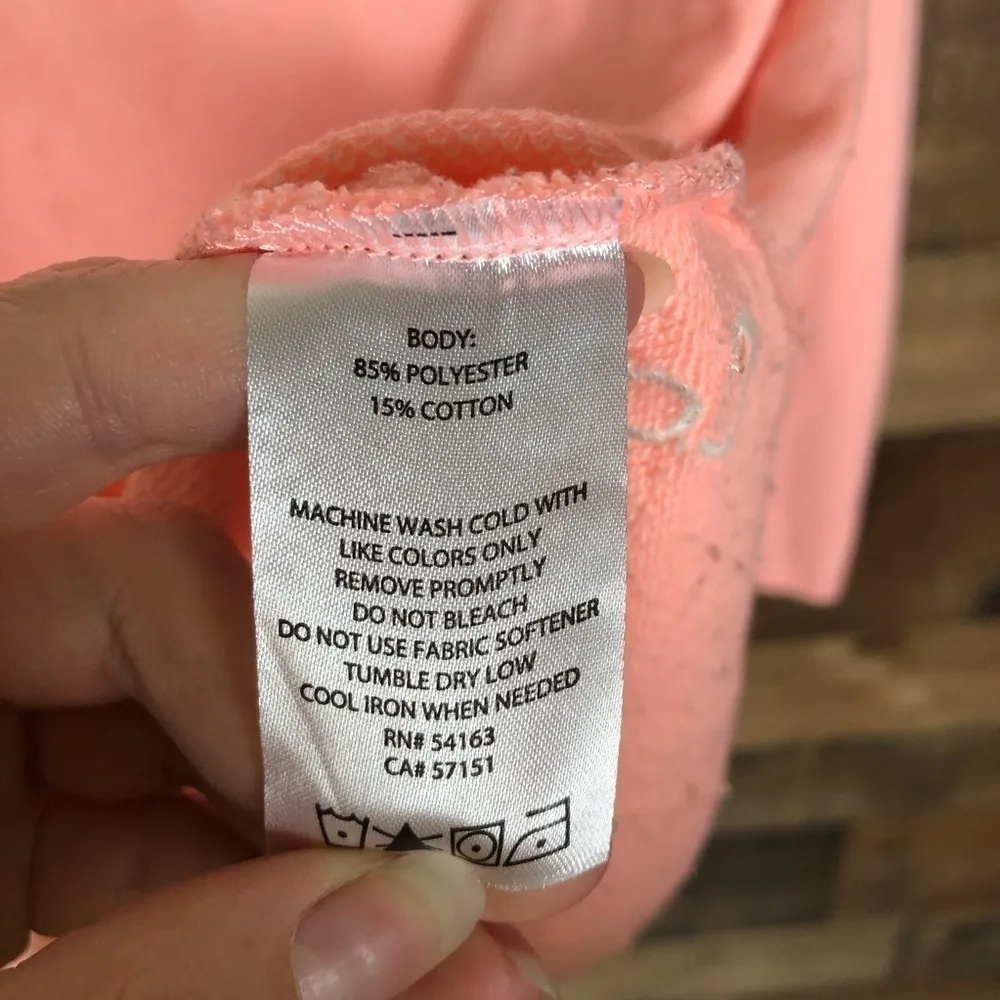 BODY:
85% POLYESTER
15% COTTON
MACHINE WASH COLD WITH
LIKE COLORS ONLY
REMOVE PROMPTLY
DO NOT BLEACH
DO NOT USE FABRIC SOFTENER
TUMBLE DRY LOW
COOL IRON WHEN NEEDED
RN# 54163
CA# 57151